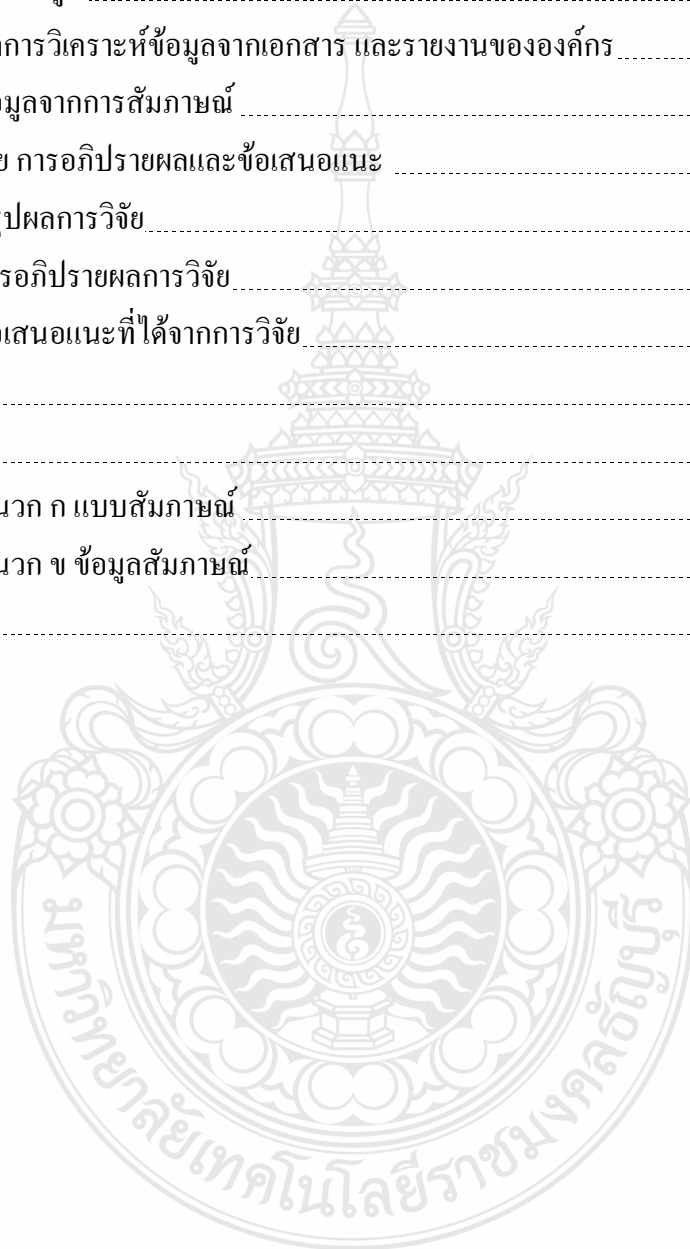 การวิเคราะห์ข้อมูลจากเอกสาร และรายงานขององค์กร
มูลจากการสัมภาษณ์
การอภิปรายผลและข้อเสนอแนะ
ปผลการวิจัย
รอภิปรายผลการวิจัย
เสนอแนะที่ได้จากการวิจัย
นวก ก แบบสัมภาษณ์
นวก ข ข้อมูลสัมภาษณ์
มหาวิทยาลัยเทคโนโลยีราชมงคลธัญบุรี